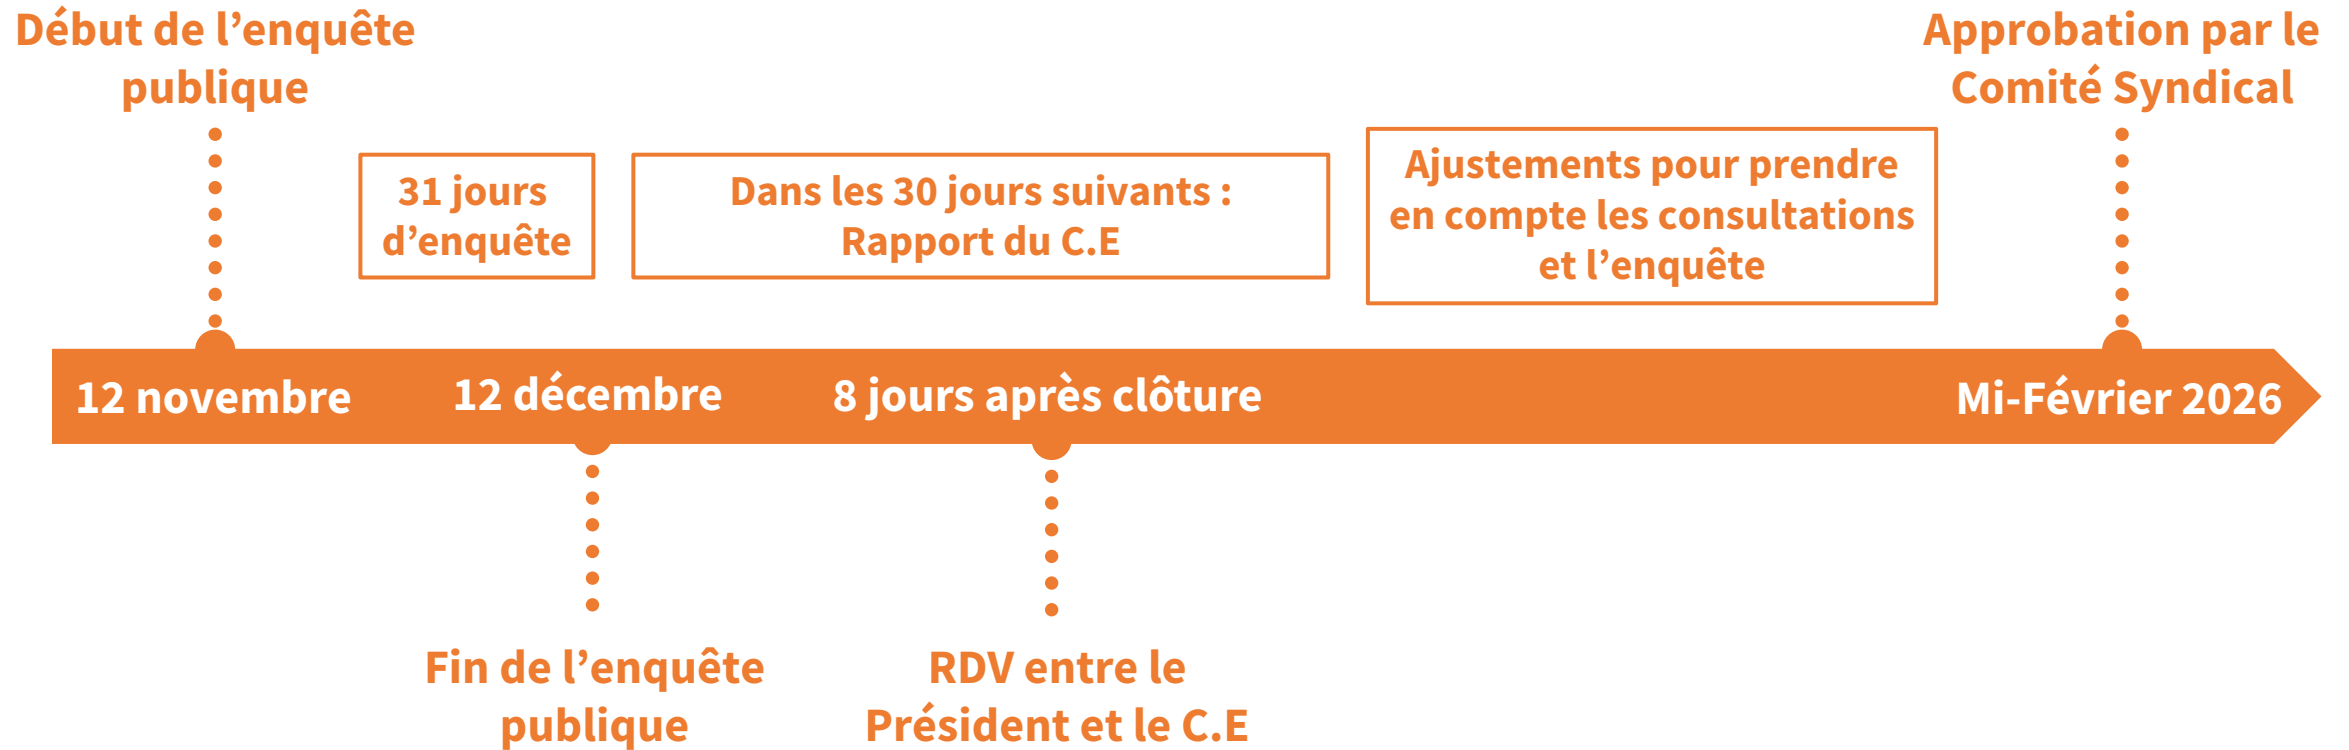 Début de l’enquête
publique
Approbation par le
Comité Syndical
31 jours
d’enquête
Dans les 30 jours suivants :
Rapport du C.E
Ajustements pour prendre
en compte les consultations
et l’enquête
12 novembre
12 décembre
8 jours après clôture
Mi-Février 2026
Fin de l’enquête
publique
RDV entre le
Président et le C.E